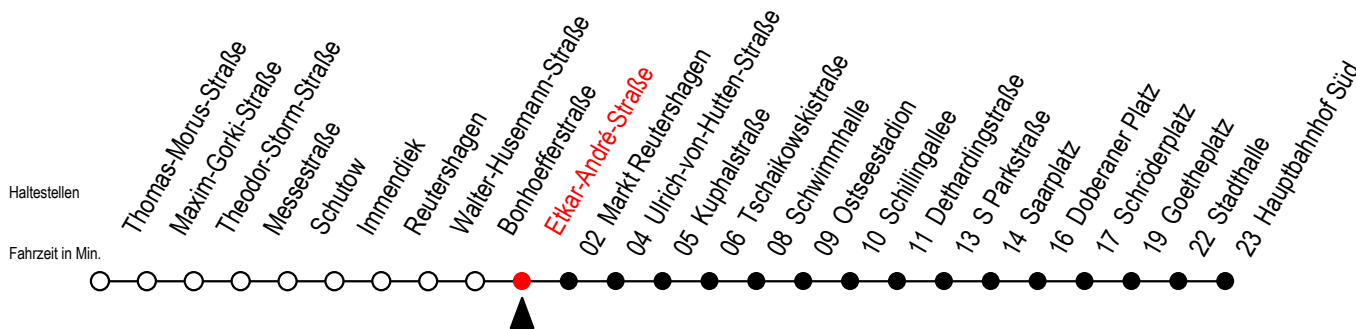 Haltestellen
Fahrzeit in Min.
Thomas-Morus-Straße
Maxim-Gorki-Straße
Theodor-Storm-Straße
Messestraße
Schutow
Immendiek
Reutershagen
Walter-Husemann-Straße
Bonhoefferstraße
Etkar-André-Straße
02 Markt Reutershagen
04 Ulrich-von-Hutten-Straße
05 Kuphalstraße
06 Tschaikowskistraße
08 Schwimmhalle
09 Ostseestadion
10 Schillingallee
11 Dethardingstraße
13 S Parkstraße
14 Saarplatz
16 Doberaner Platz
17 Schröderplatz
19 Goetheplatz
22 Stadthalle
23 Hauptbahnhof Süd